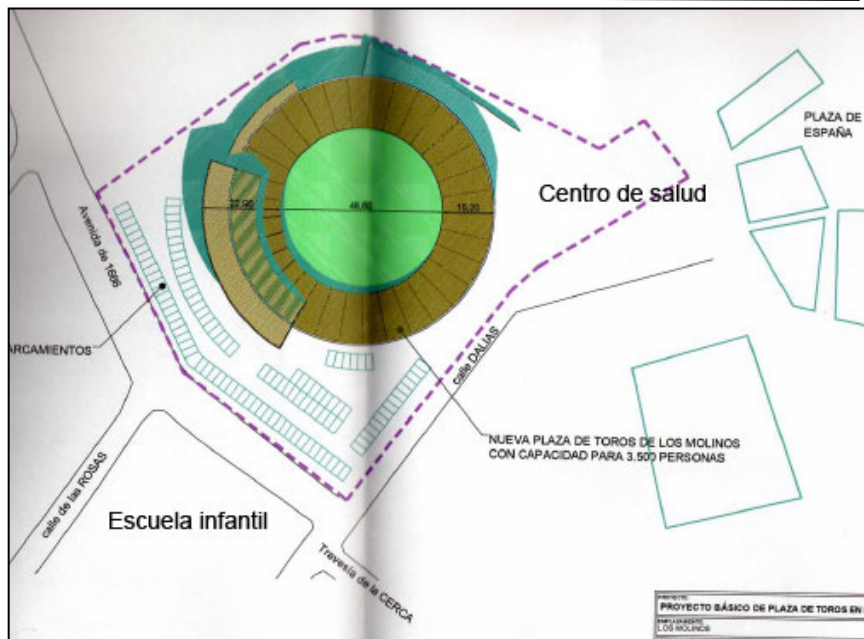 PLAZA DE
ESPAÑA
Centro de salud
Avenida de 1666
22,90
15,20
ARCAMIENTOS
calle DALIAS
NUEVA PLAZA DE TOROS DE LOS MOLINOS
CON CAPACIDAD PARA 3.500 PERSONAS
calle de las ROSAS
Escuela infantil
Travesía de la CERCA
PROYECTO BÁSICO DE PLAZA DE TOROS EN
LOS MOLINOS